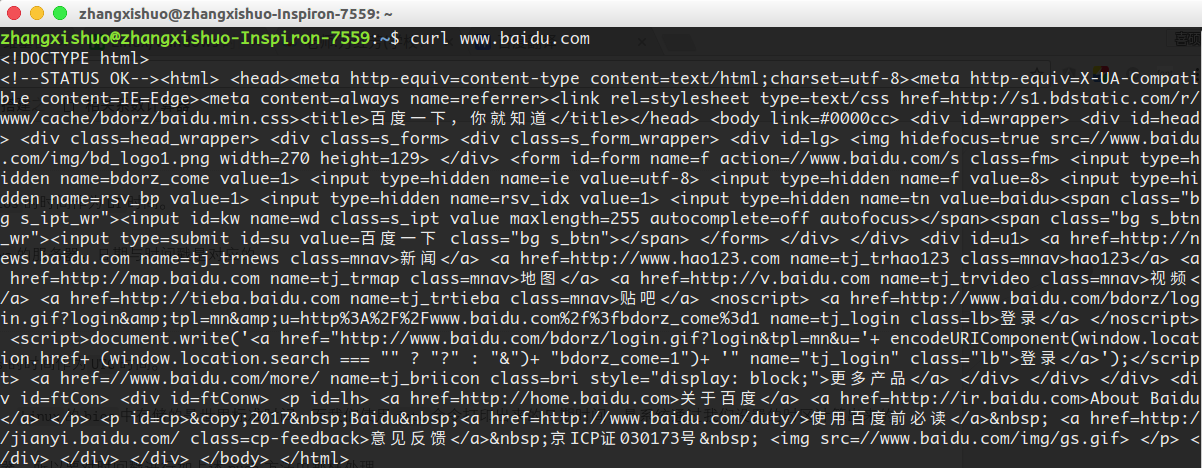 zhangxishuo@zhangxishuo-Inspiron-7559: ~
zhangxishuo@zhangxishuo-Inspiron-7559:~$ curl www.baidu.com
<!DOCTYPE html>
<!--STATUS OK--><html> <head><meta http-equiv=content-type content=text/html;charset=utf-8><meta http-equiv=X-UA-Compati
ble content=IE=Edge><meta content=always name=referrer><link rel=stylesheet type=text/css href=http://s1.bdstatic.com/r/
www/cache/bdorz/baidu.min.css><title>百度一下，你就知道</title></head> <body link=#0000cc> <div id=wrapper> <div id=head
> <div class=head_wrapper> <div class=s_form> <div class=s_form_wrapper> <div id=lg> <img hidefocus=true src=//www.baidu
.com/img/bd_logo1.png width=270 height=129> </div> <form id=form name=f action=//www.baidu.com/s class=fm> <input type=h
idden name=bdorz_come value=1> <input type=hidden name=ie value=utf-8> <input type=hidden name=f value=8> <input type=hi
dden name=rsv_bp value=1> <input type=hidden name=rsv_idx value=1> <input type=hidden name=tn value=baidu><span class="b
g s_ipt_wr"><input id=kw name=wd class=s_ipt value maxlength=255 autocomplete=off autofocus></span><span class="bg s_btn
_wr"><input type=submit id=su value=百度一下 class="bg s_btn"></span> </form> </div> </div> <div id=u1> <a href=http://n
ews.baidu.com name=tj_trnews class=mnav>新闻</a> <a href=http://www.hao123.com name=tj_trhao123 class=mnav>hao123</a> <a
 href=http://map.baidu.com name=tj_trmap class=mnav>地图</a> <a href=http://v.baidu.com name=tj_trvideo class=mnav>视频<
/a> <a href=http://tieba.baidu.com name=tj_trtieba class=mnav>贴吧</a> <noscript> <a href=http://www.baidu.com/bdorz/log
in.gif?login&amp;tpl=mn&amp;u=http%3A%2F%2Fwww.baidu.com%2f%3fbdorz_come%3d1 name=tj_login class=lb>登录</a> </noscript>
 <script>document.write('<a href="http://www.baidu.com/bdorz/login.gif?login&tpl=mn&u='+ encodeURIComponent(window.locat
ion.href+ (window.location.search === "" ? "?" : "&")+ "bdorz_come=1")+ '" name="tj_login" class="lb">登录</a>');</scrip
t> <a href=//www.baidu.com/more/ name=tj_briicon class=bri style="display: block;">更多产品</a> </div> </div> </div> <di
v id=ftCon> <div id=ftConw> <p id=lh> <a href=http://home.baidu.com>关于百度</a> <a href=http://ir.baidu.com>About Baidu
</a> </p> <p id=cp>&copy;2017&nbsp;Baidu&nbsp;<a href=http://www.baidu.com/duty/>使用百度前必读</a>&nbsp; <a href=http:/
/jianyi.baidu.com/ class=cp-feedback>意见反馈</a>&nbsp;京ICP证030173号&nbsp; <img src=//www.baidu.com/img/gs.gif> </p> <
/div> </div> </div> </body> </html>